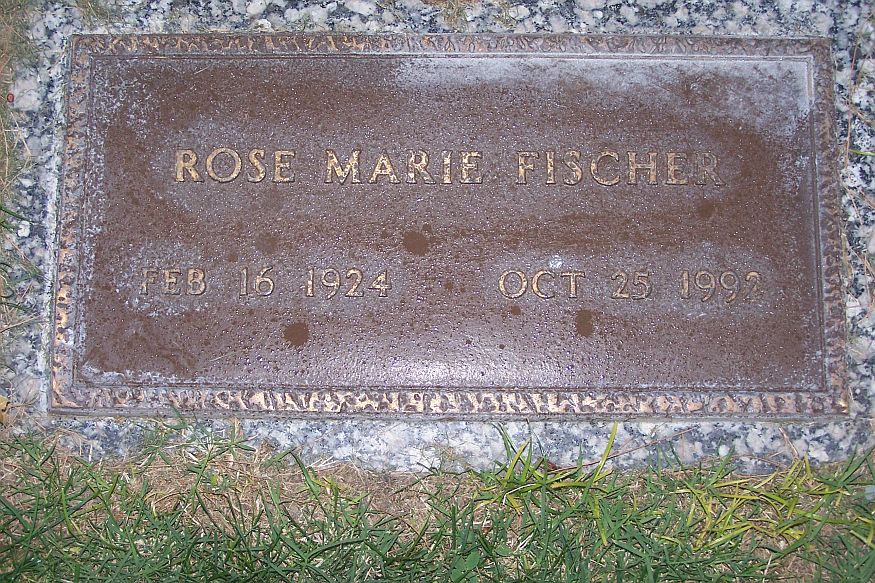 ROSE MARIE FISCHER
FEB 16 1924 OCT 25 1992